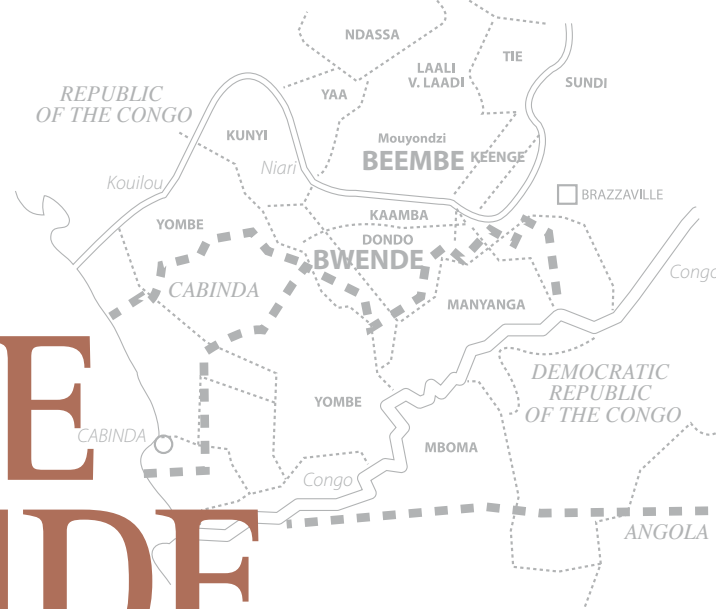 NDASSA
TIE
LAALI
V. LAADI
SUNDI
YAA
REPUBLIC
OF THE CONGO
KUNYI
Mouyondzi
BEEMBE
KEENGE
Niari
Kouilou
BRAZZAVILLE
KAAMBA
YOMBE
DONDO
BWENDE
Congo
CABINDA
MANYANGA
E
DEMOCRATIC
REPUBLIC
OF THE CONGO
YOMBE
CABINDA
MBOMA
Congo
NDE
ANGOLA